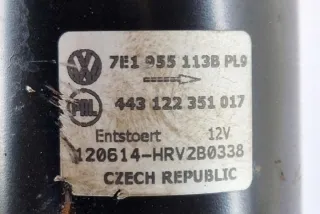 7E1 955 113B PL9
443 122 351 017
Entstoert 12V
120614-HRV2B0338
CZECH REPUBLIC